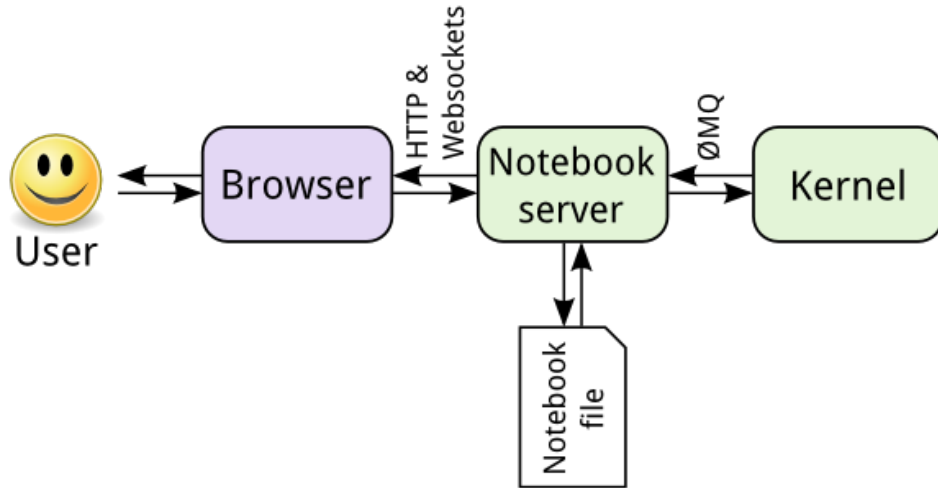 User
Browser
HTTP &
Websockets
Notebook
server
ØMQ
Kernel
Notebook
file